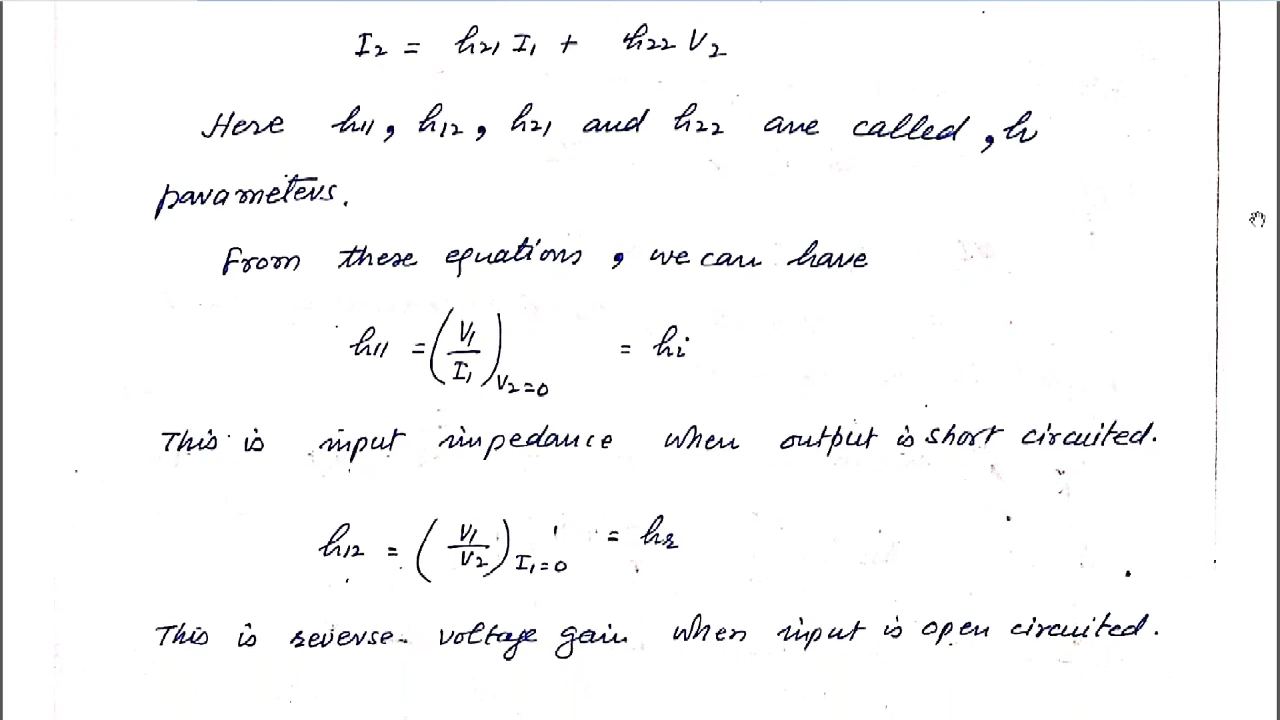 I2 = h21 I1 + h22 V2
Here h11, h12, h21 and h22 are called, h
parameters.
From these equations, we can have
h11 = (V1/I1)V2=0 = hi
This is input impedance when output is short circuited.
h12 = (V1/V2)I1=0 = hr
This is reverse voltage gain when input is open circuited.